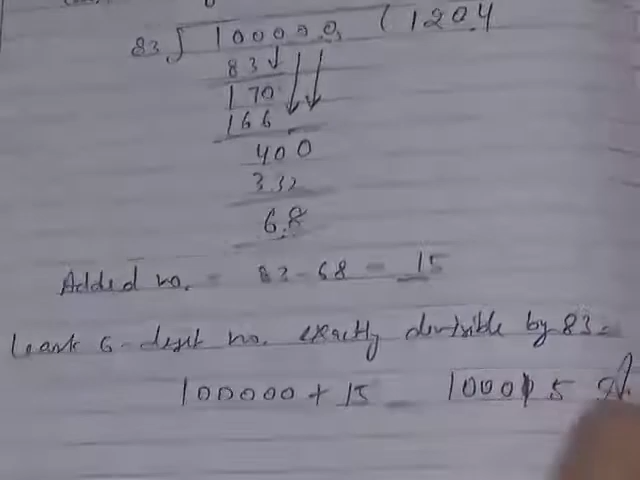 83 ) 100000 ( 1204
83
170
166
400
332
68
Added no. = 83 - 68 = 15
least 6-digit no. exactly divisible by 83 =
100000 + 15 = 100015